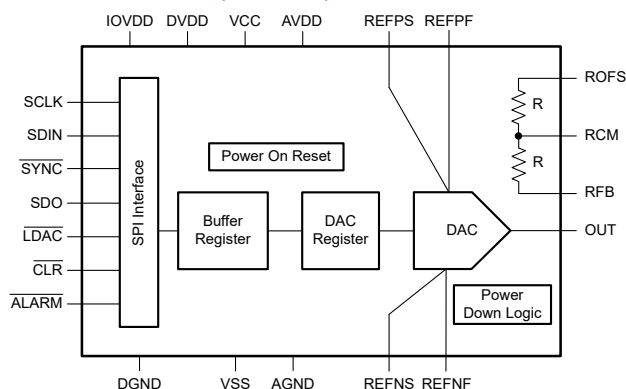 IOVDD DVDD VCC AVDD REFPS REFPF
SCLK
SDIN
SYNC
SDO
LDAC
CLR
ALARM
SPI Interface
Power On Reset
Buffer
Register
DAC
Register
DAC
Power
Down Logic
R
R
ROFS
RCM
RFB
OUT
DGND VSS AGND REFNS REFNF